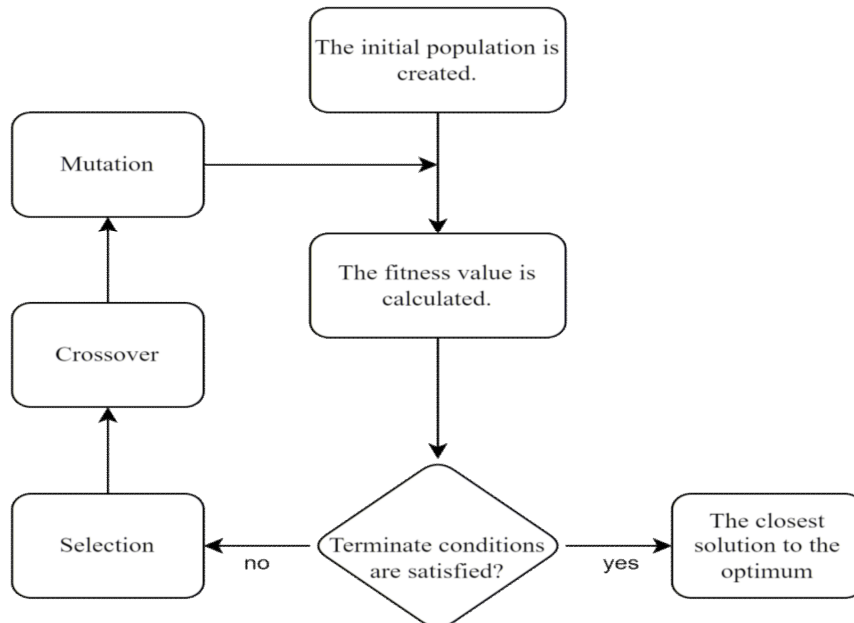 The initial population is
created.
Mutation
The fitness value is
calculated.
Crossover
Selection
no
Terminate conditions
are satisfied?
yes
The closest
solution to the
optimum